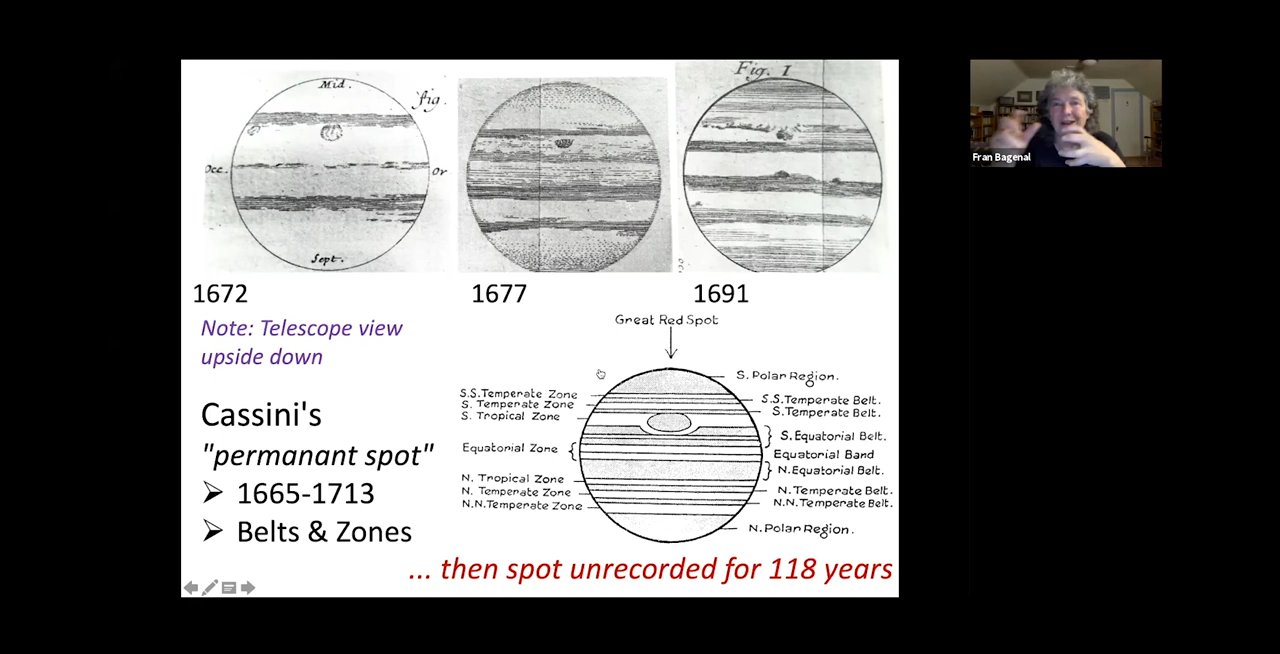 Mid.
fig.
Occ.
Or
Sept.
Fig. I
Fran Bagenal
1672
1677
1691
Note: Telescope view
upside down
Cassini's
"permanant spot"
➢ 1665-1713
➢ Belts & Zones
Great Red Spot
S.S. Temperate Zone
S. Temperate Zone
S. Tropical Zone
Equatorial Zone
N. Tropical Zone
N. Temperate Zone
N.N. Temperate Zone
S. Polar Region.
S.S. Temperate Belt.
S. Temperate Belt.
S. Equatorial Belt.
Equatorial Band
N. Equatorial Belt.
N. Temperate Belt.
N.N. Temperate Belt.
N. Polar Region.
... then spot unrecorded for 118 years